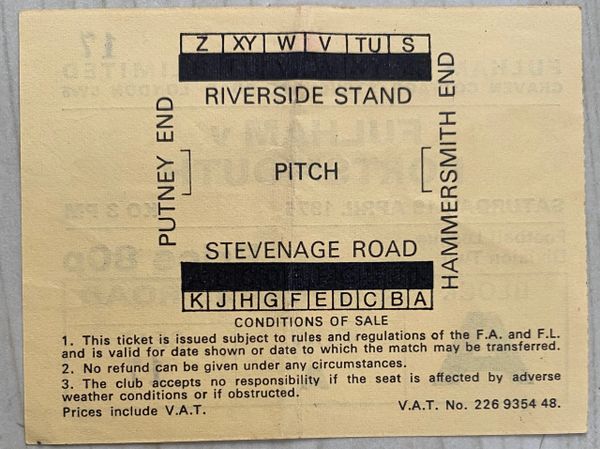 Z XY W V TU S
RIVERSIDE STAND
PUTNEY END
PITCH
HAMMERSMITH END
STEVENAGE ROAD
K J H G F E D C B A
CONDITIONS OF SALE
1. This ticket is issued subject to rules and regulations of the F.A. and F.L.
and is valid for date shown or date to which the match may be transferred.
2. No refund can be given under any circumstances.
3. The club accepts no responsibility if the seat is affected by adverse
weather conditions or if obstructed.
Prices include V.A.T. V.A.T. No. 226 9354 48.